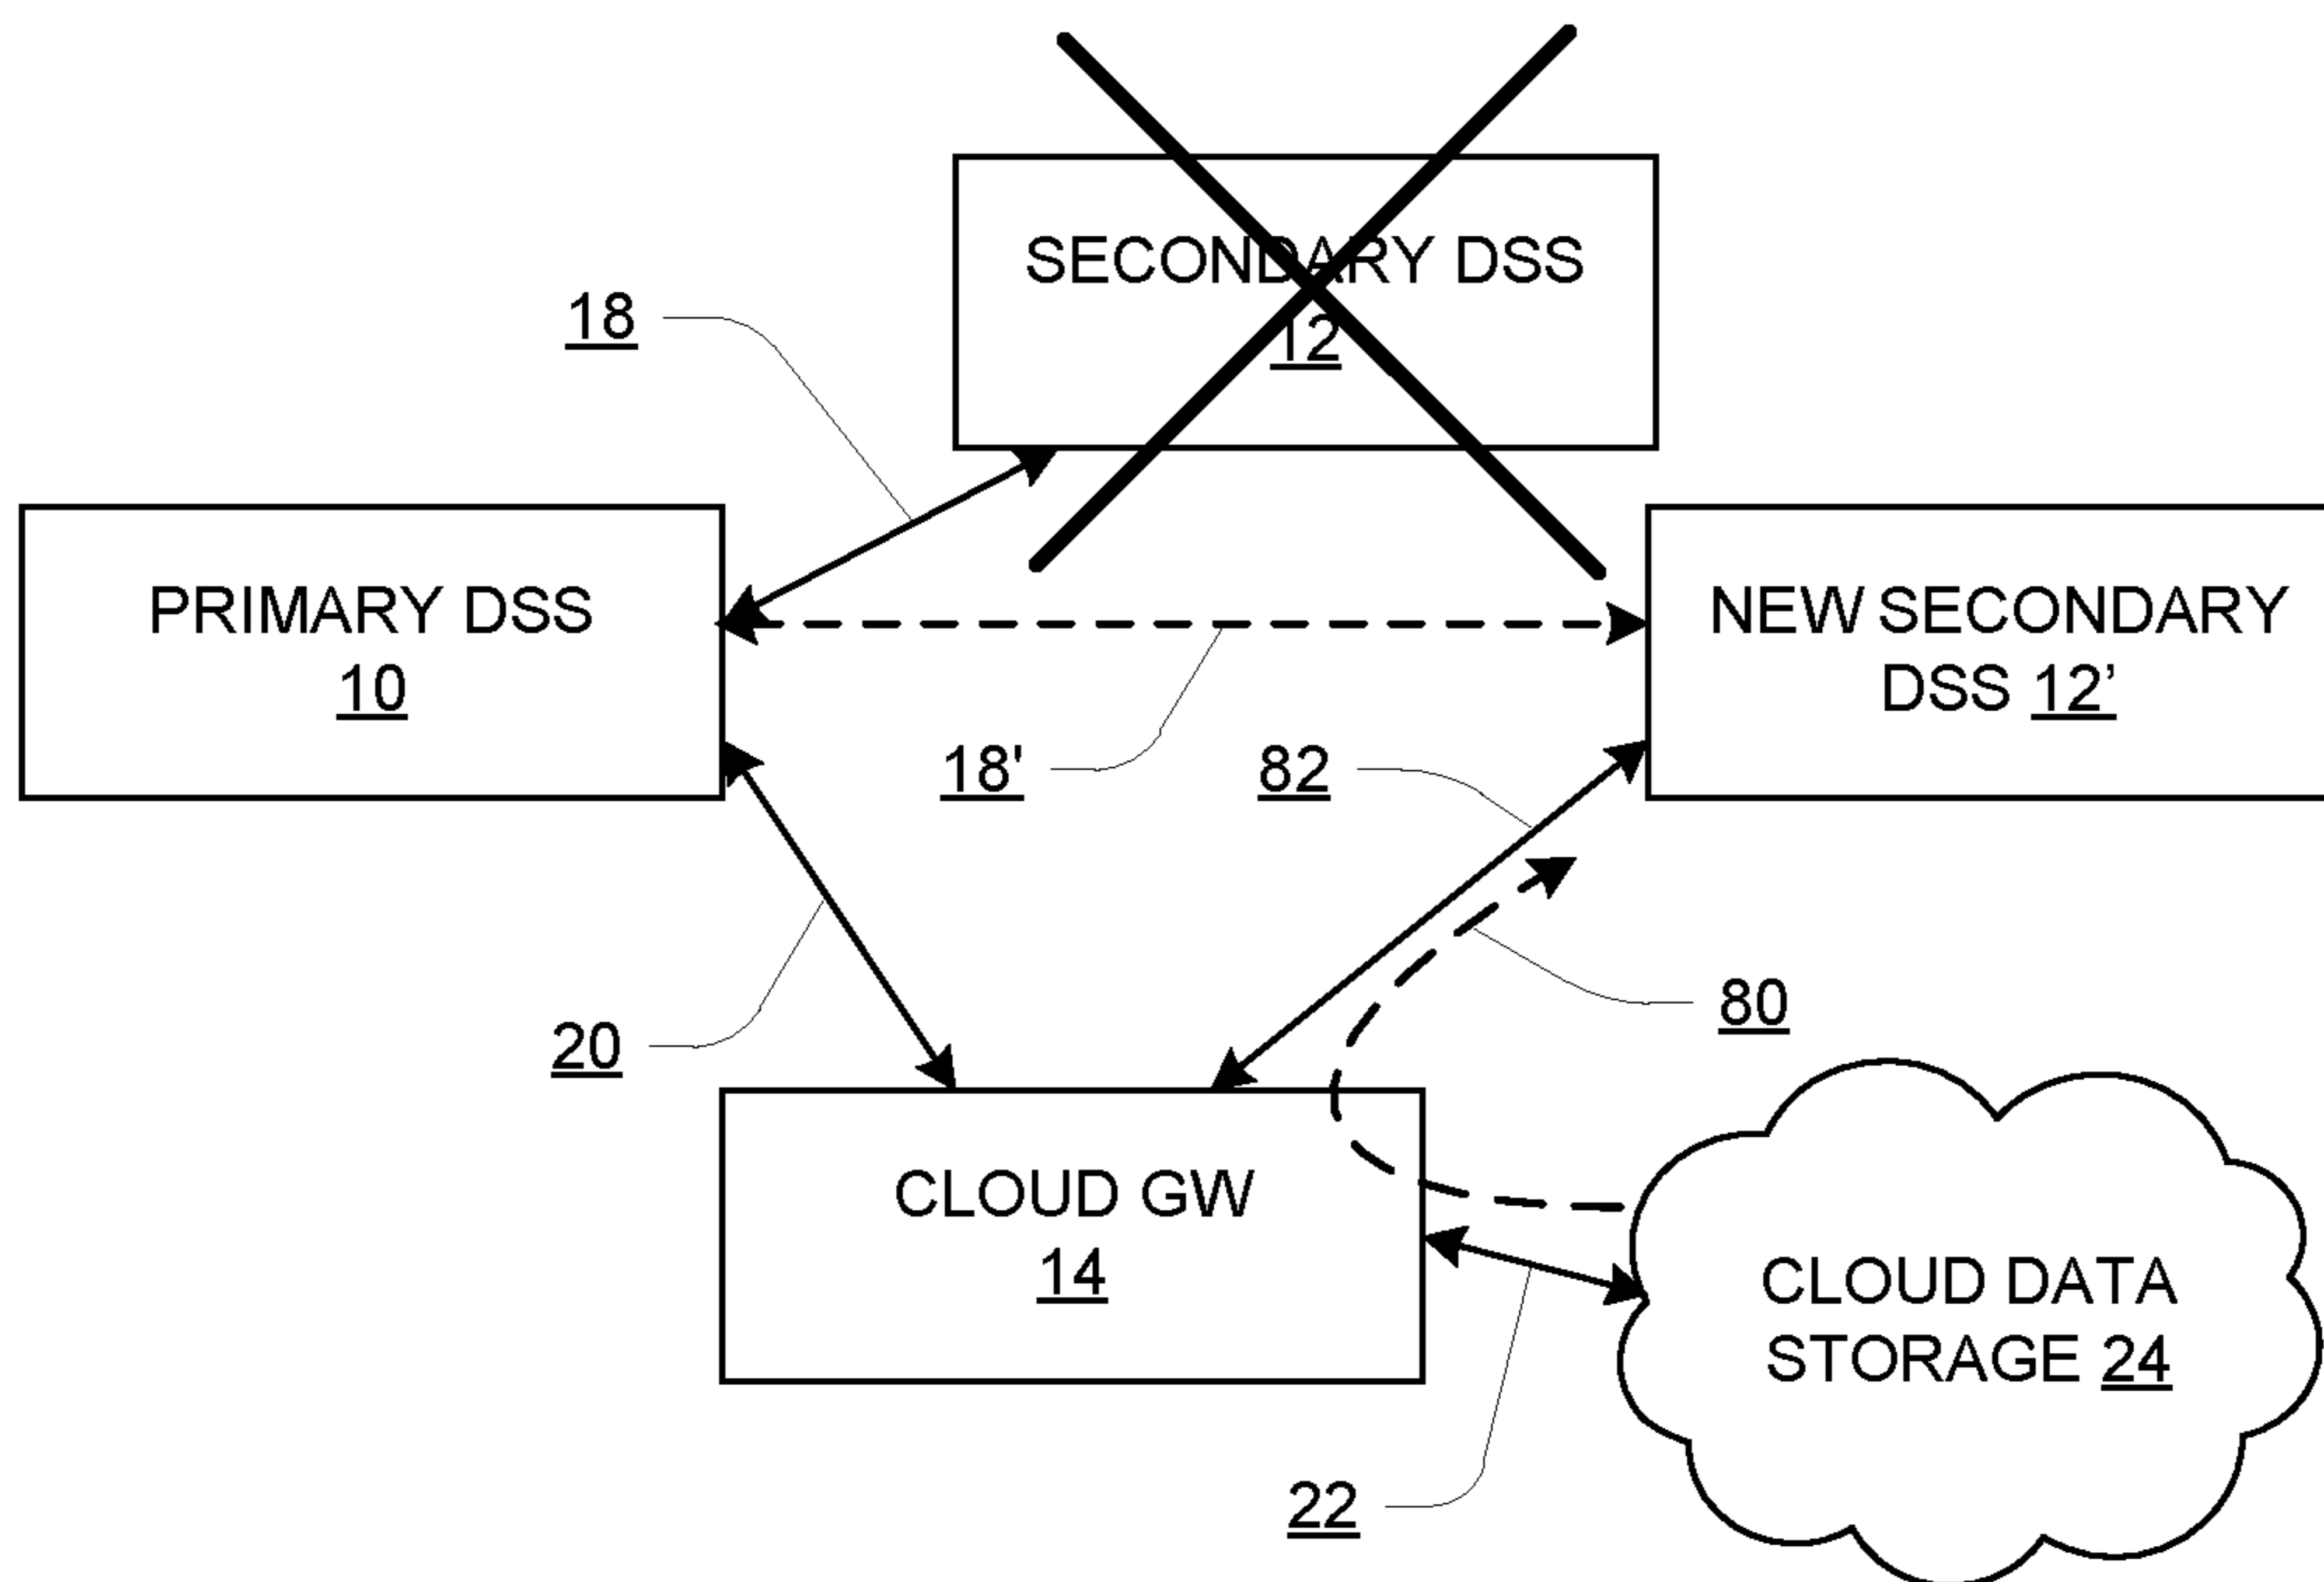 SECONDARY DSS
12
18
PRIMARY DSS
10
NEW SECONDARY
DSS 12’
18'
82
80
20
CLOUD GW
14
CLOUD DATA
STORAGE 24
22